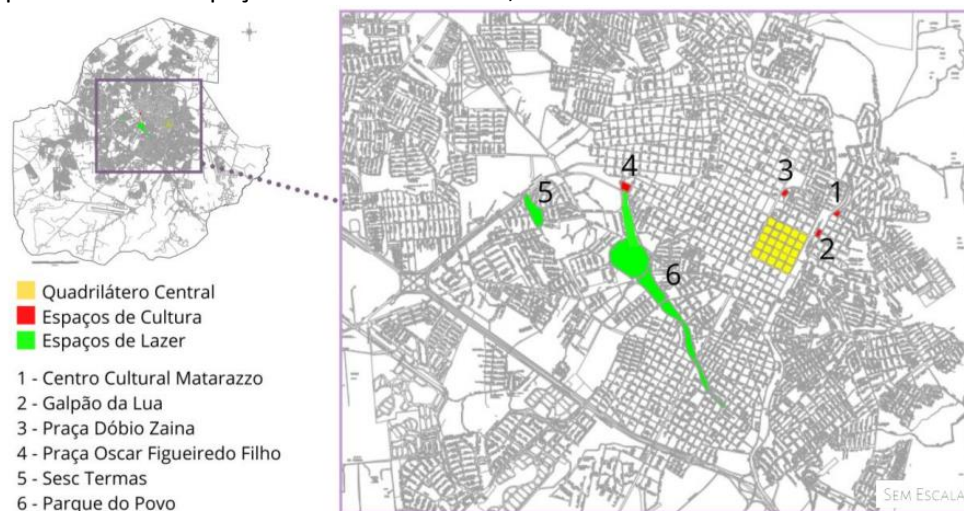 Quadrilátero Central
Espaços de Cultura
Espaços de Lazer
1 - Centro Cultural Matarazzo
2 - Galpão da Lua
3 - Praça Dóbio Zaina
4 - Praça Oscar Figueiredo Filho
5 - Sesc Termas
6 - Parque do Povo
4
3
5
1
2
6
SEM ESCALA